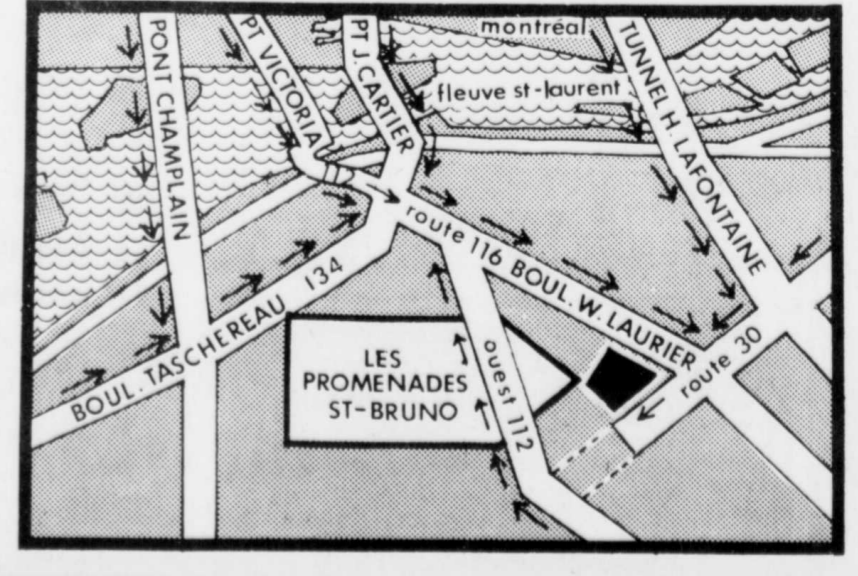 montréal
fleuve st-laurent
PONT CHAMPLAIN
PT VICTORIA
PT J. CARTIER
TUNNEL H. LAFONTAINE
route 116 BOUL. W. LAURIER
BOUL. TASCHEREAU 134
LES
PROMENADES
ST-BRUNO
ouest 112
route 30